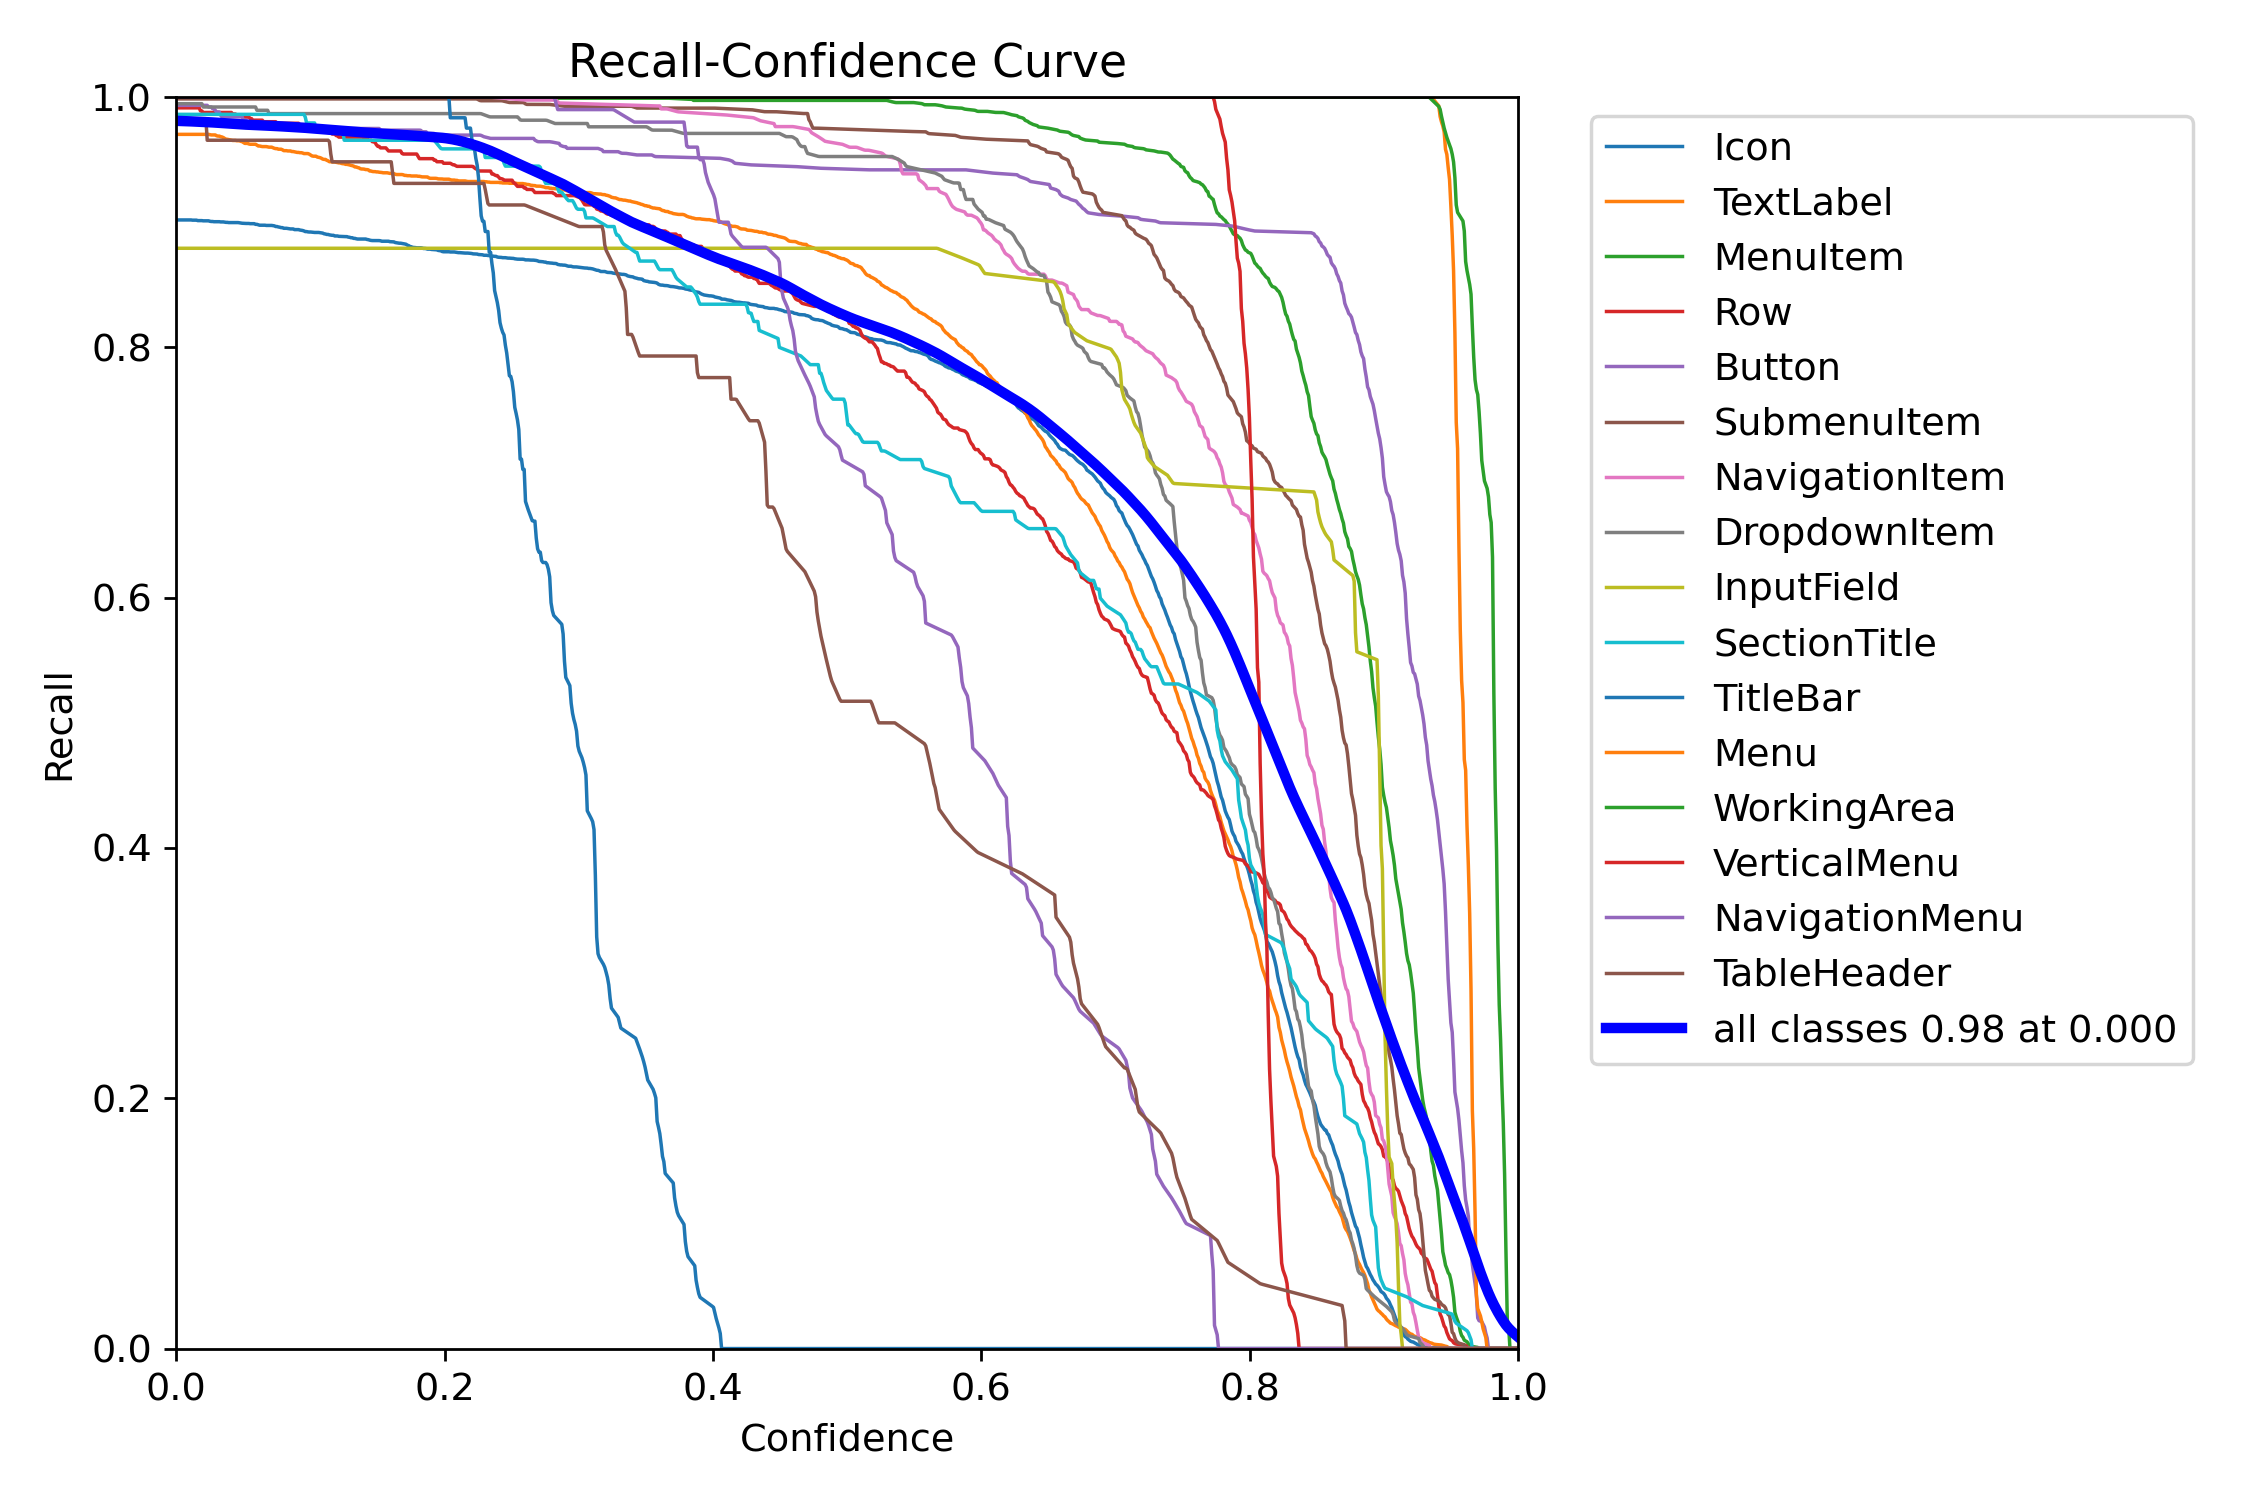 Recall-Confidence Curve
1.0
0.8
0.6
0.4
0.2
0.0
Recall
0.0 0.2 0.4 0.6 0.8 1.0
Confidence
Icon
TextLabel
MenuItem
Row
Button
SubmenuItem
NavigationItem
DropdownItem
InputField
SectionTitle
TitleBar
Menu
WorkingArea
VerticalMenu
NavigationMenu
TableHeader
all classes 0.98 at 0.000